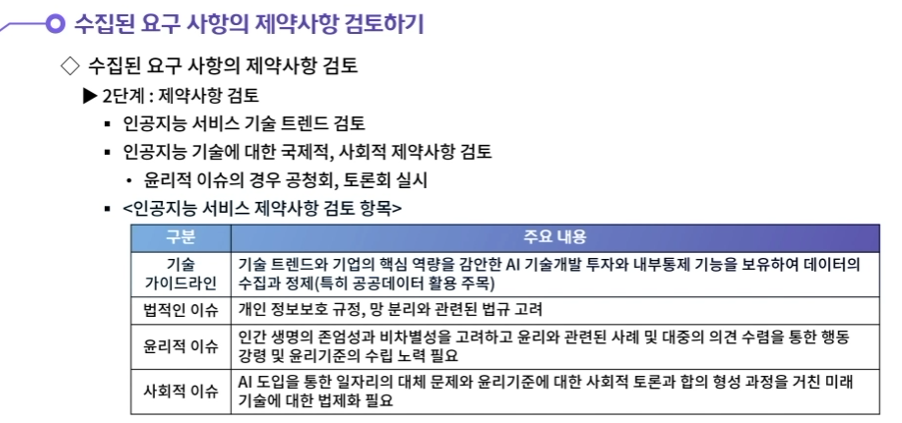 수집된 요구 사항의 제약사항 검토하기
◇ 수집된 요구 사항의 제약사항 검토
▶ 2단계 : 제약사항 검토
▪ 인공지능 서비스 기술 트렌드 검토
▪ 인공지능 기술에 대한 국제적, 사회적 제약사항 검토
• 윤리적 이슈의 경우 공청회, 토론회 실시
▪ <인공지능 서비스 제약사항 검토 항목>
구분 주요 내용
기술
가이드라인
기술 트렌드와 기업의 핵심 역량을 감안한 AI 기술개발 투자와 내부통제 기능을 보유하여 데이터의
수집과 정제(특히 공공데이터 활용 주목)
법적인 이슈 개인 정보보호 규정, 망 분리와 관련된 법규 고려
윤리적 이슈
인간 생명의 존엄성과 비차별성을 고려하고 윤리와 관련된 사례 및 대중의 의견 수렴을 통한 행동
강령 및 윤리기준의 수립 노력 필요
사회적 이슈
AI 도입을 통한 일자리의 대체 문제와 윤리기준에 대한 사회적 토론과 합의 형성 과정을 거친 미래
기술에 대한 법제화 필요